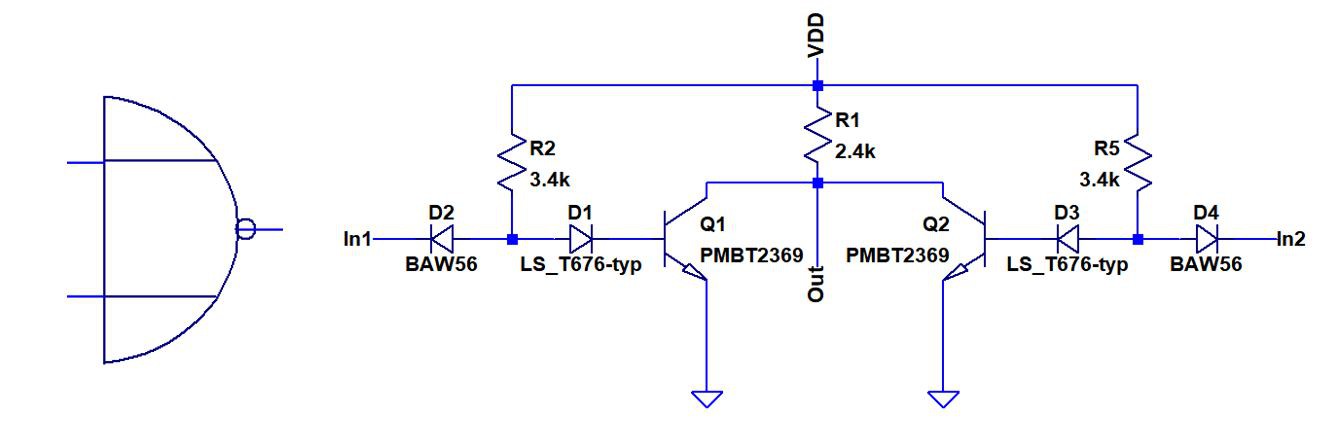 VDD
R1
2.4k
R2
3.4k
R5
3.4k
In1
D2
BAW56
D1
LS_T676-typ
Q1
PMBT2369
Out
Q2
PMBT2369
D3
LS_T676-typ
D4
BAW56
In2